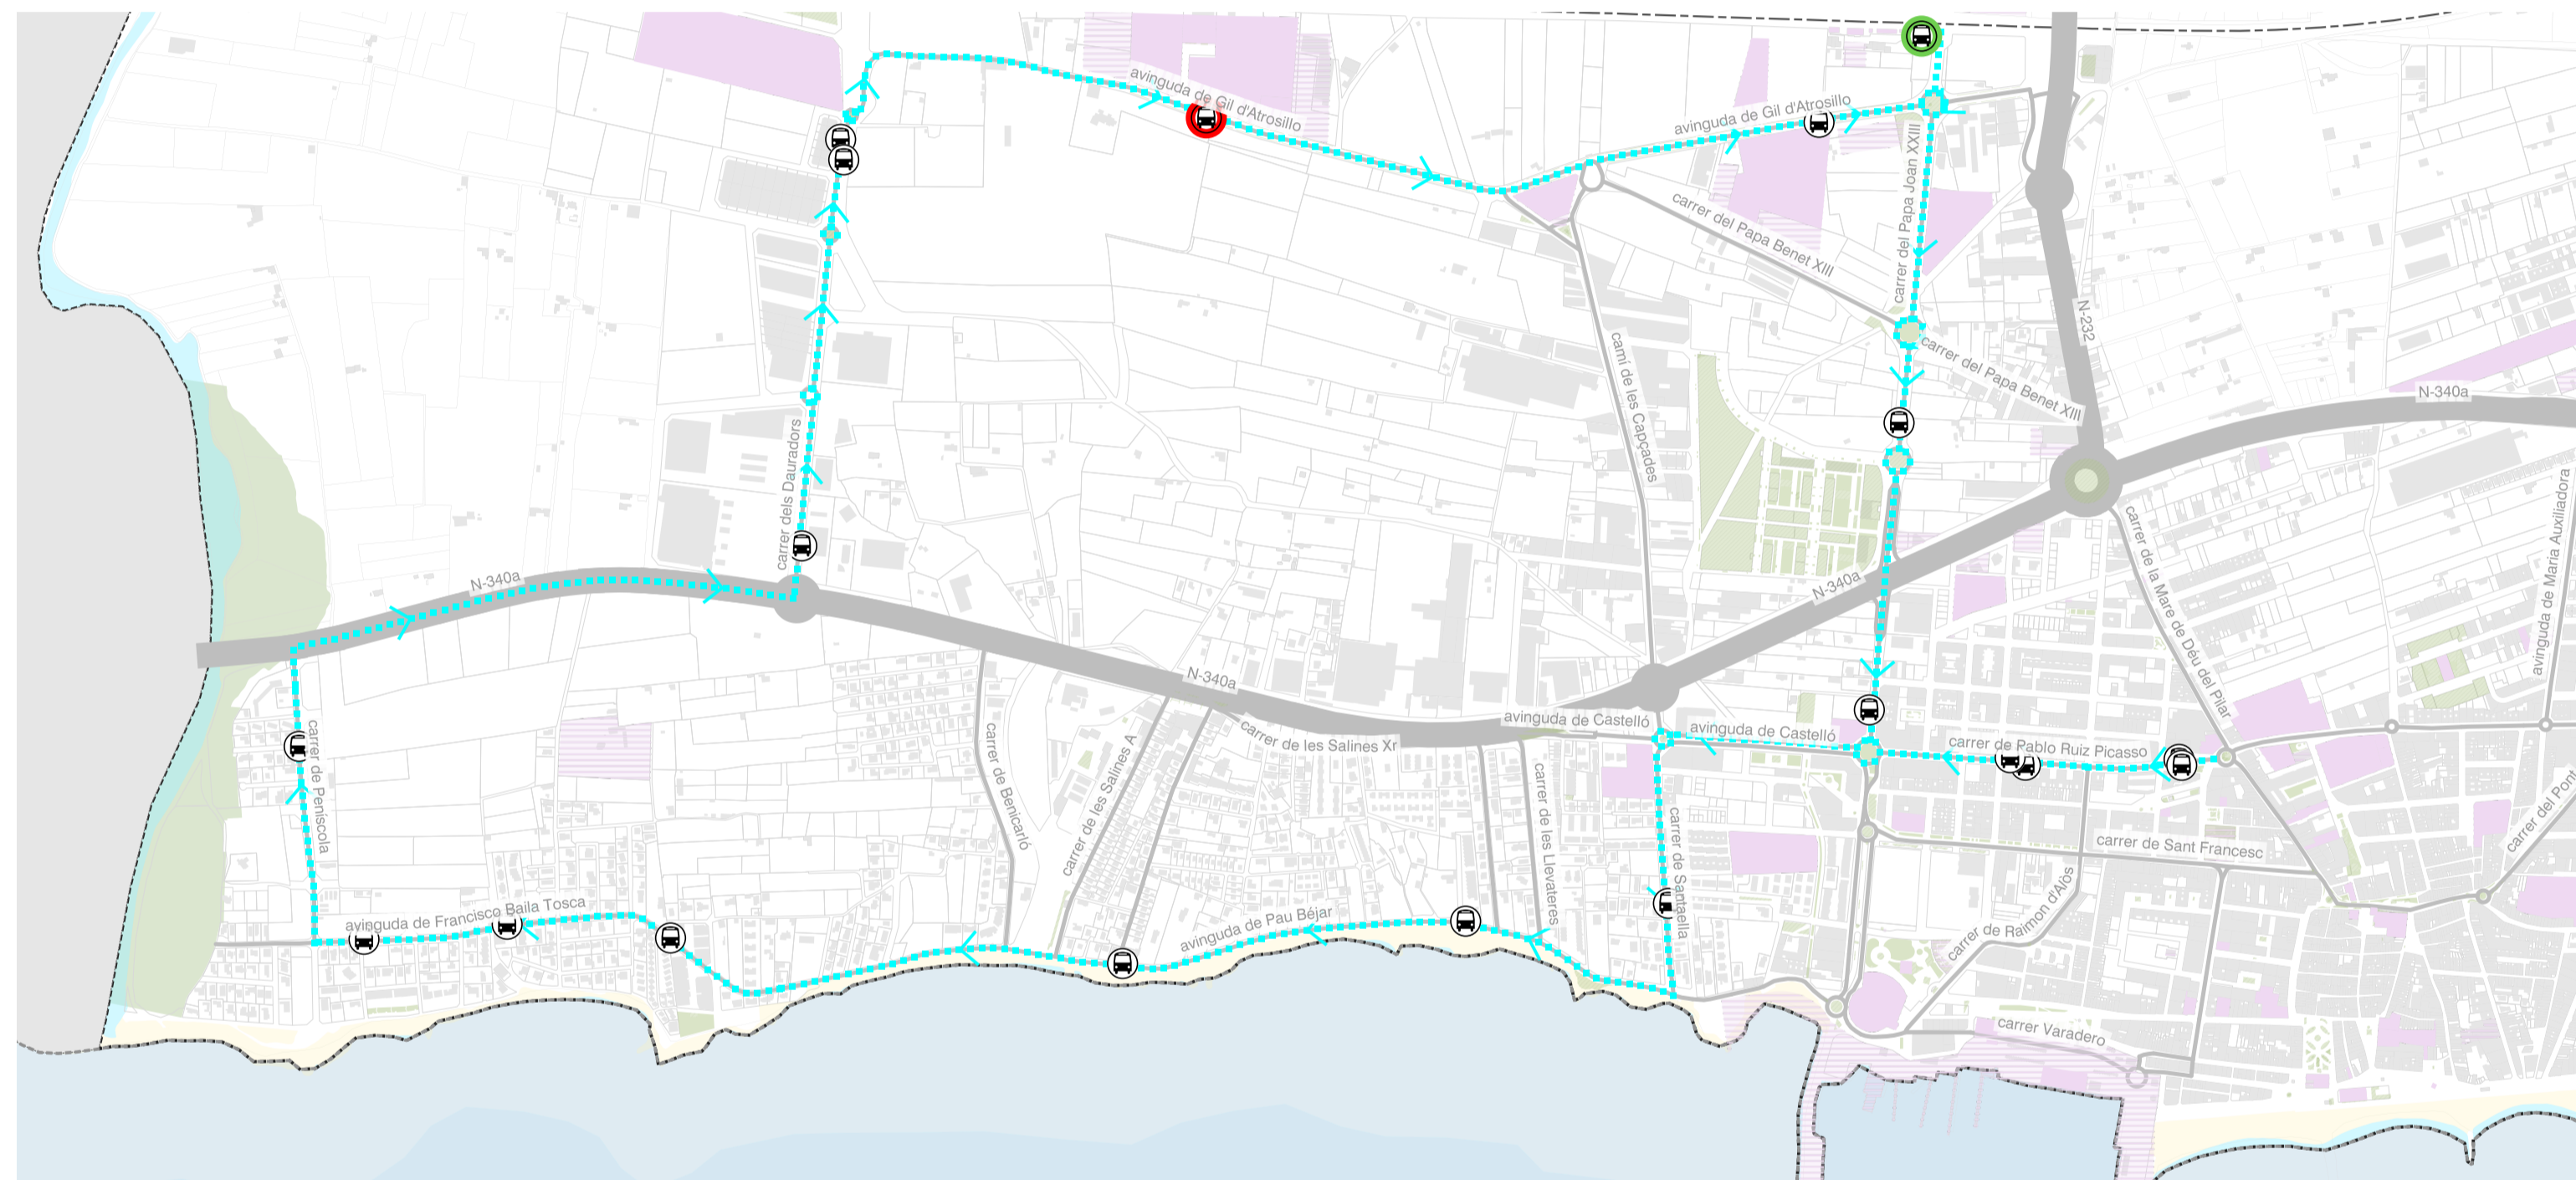 avinguda de Gil d'Atrosillo
avinguda de Gil d'Atrosillo
carrer del Papa Joan XXIII
carrer del Papa Benet XIII
carrer del Papa Benet XIII
N-232
camí de les Capçades
N-340a
carrer dels Dauradors
carrer de la Mare de Déu del Pilar
avinguda de Maria Auxiliadora
N-340a
N-340a
N-340a
avinguda de Castelló
avinguda de Castelló
carrer de les Salines Xr
carrer de Pablo Ruiz Picasso
carrer de Peníscola
carrer de Benicarló
carrer de les Salines A
carrer de les Llevateres
carrer de Santaella
carrer de Sant Francesc
carrer del Pont
avinguda de Francisco Baila Tosca
avinguda de Pau Béjar
carrer de Raimon d'Alòs
carrer Varadero